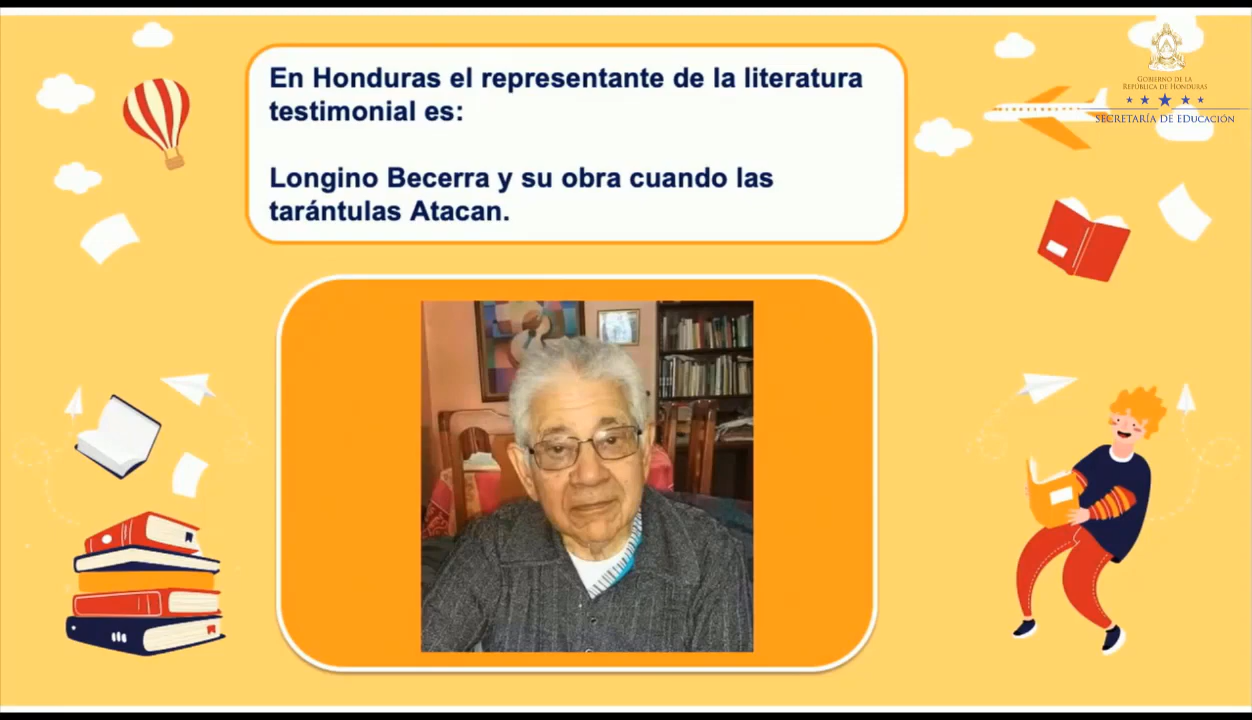 En Honduras el representante de la literatura
testimonial es:
Longino Becerra y su obra cuando las
tarántulas Atacan.
GOBIERNO DE LA
REPÚBLICA DE HONDURAS
SECRETARÍA DE EDUCACIÓN